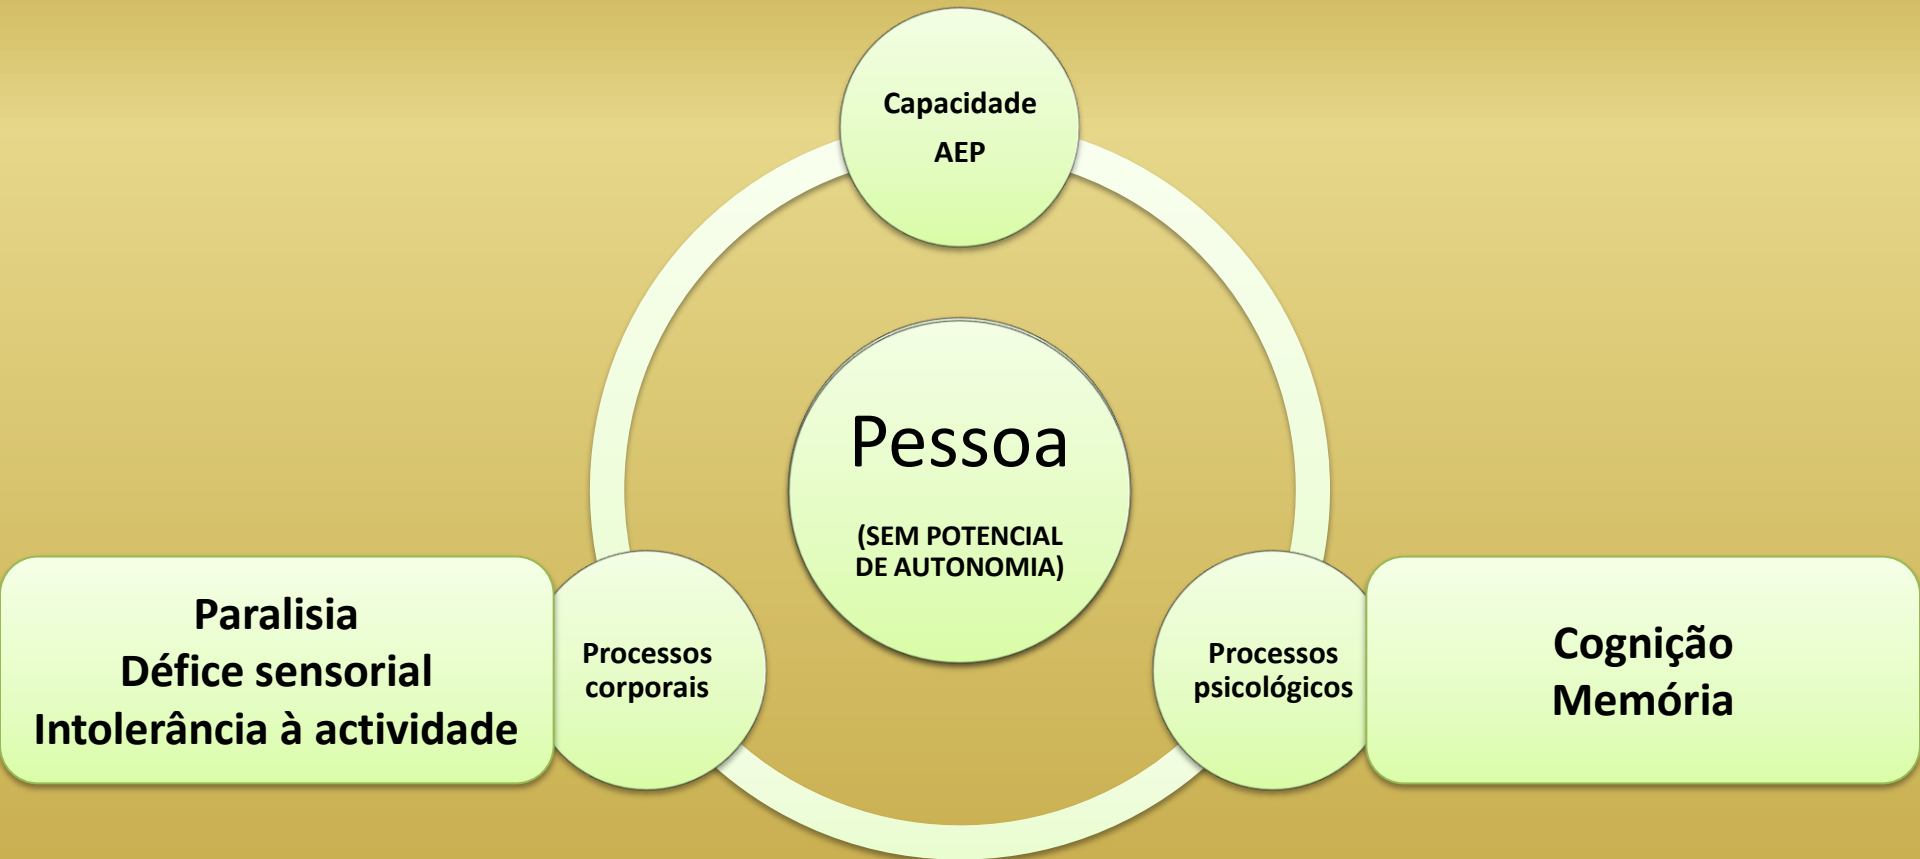 Capacidade
AEP
Pessoa
(SEM POTENCIAL
DE AUTONOMIA)
Paralisia
Défice sensorial
Intolerância à actividade
Processos
corporais
Processos
psicológicos
Cognição
Memória